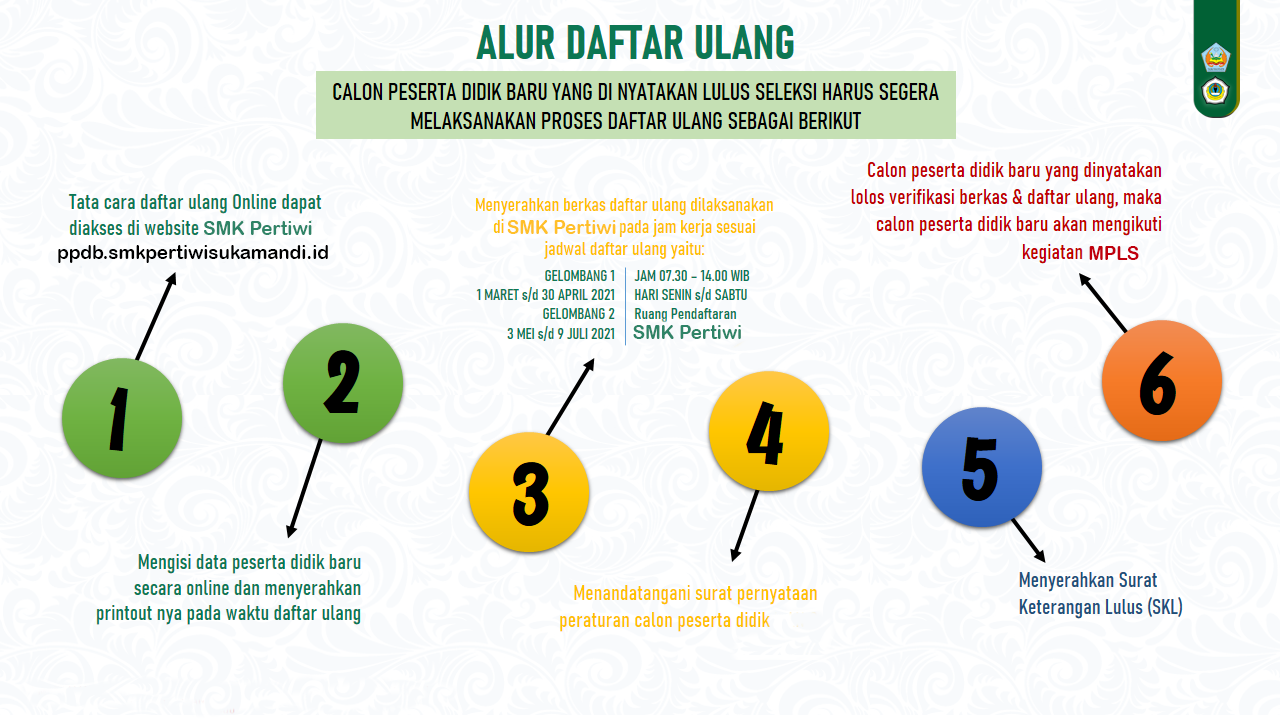 ALUR DAFTAR ULANG
CALON PESERTA DIDIK BARU YANG DI NYATAKAN LULUS SELEKSI HARUS SEGERA
MELAKSANAKAN PROSES DAFTAR ULANG SEBAGAI BERIKUT
Tata cara daftar ulang Online dapat
diakses di website SMK Pertiwi
ppdb.smkpertiwisukamandi.id
1
2
Mengisi data peserta didik baru
secara online dan menyerahkan
printout nya pada waktu daftar ulang
Menyerahkan berkas daftar ulang dilaksanakan
di SMK Pertiwi pada jam kerja sesuai
jadwal daftar ulang yaitu:
GELOMBANG 1
1 MARET s/d 30 APRIL 2021
GELOMBANG 2
3 MEI s/d 9 JULI 2021
JAM 07.30 – 14.00 WIB
HARI SENIN s/d SABTU
Ruang Pendaftaran
SMK Pertiwi
3
4
Menandatangani surat pernyataan
peraturan calon peserta didik
Calon peserta didik baru yang dinyatakan
lolos verifikasi berkas & daftar ulang, maka
calon peserta didik baru akan mengikuti
kegiatan MPLS
5
6
Menyerahkan Surat
Keterangan Lulus (SKL)